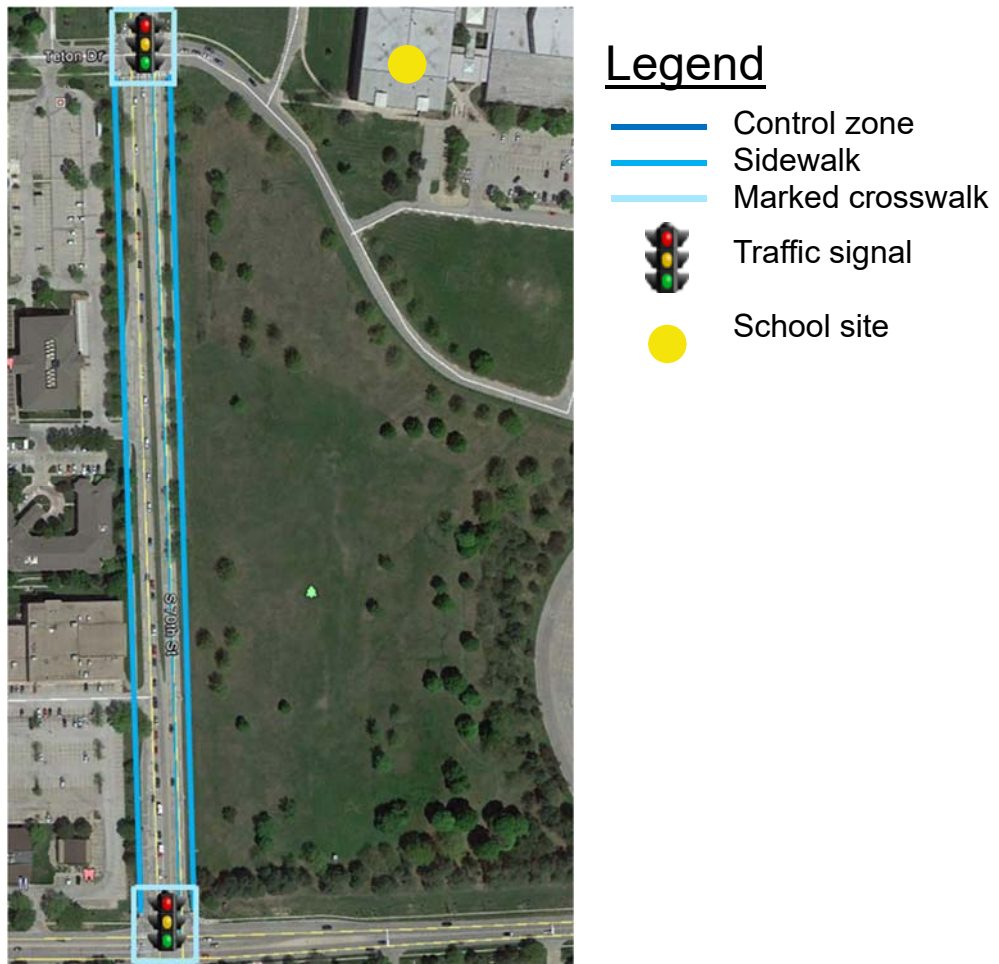 Teton Dr
S 70th St
Legend
Control zone
Sidewalk
Marked crosswalk
Traffic signal
School site